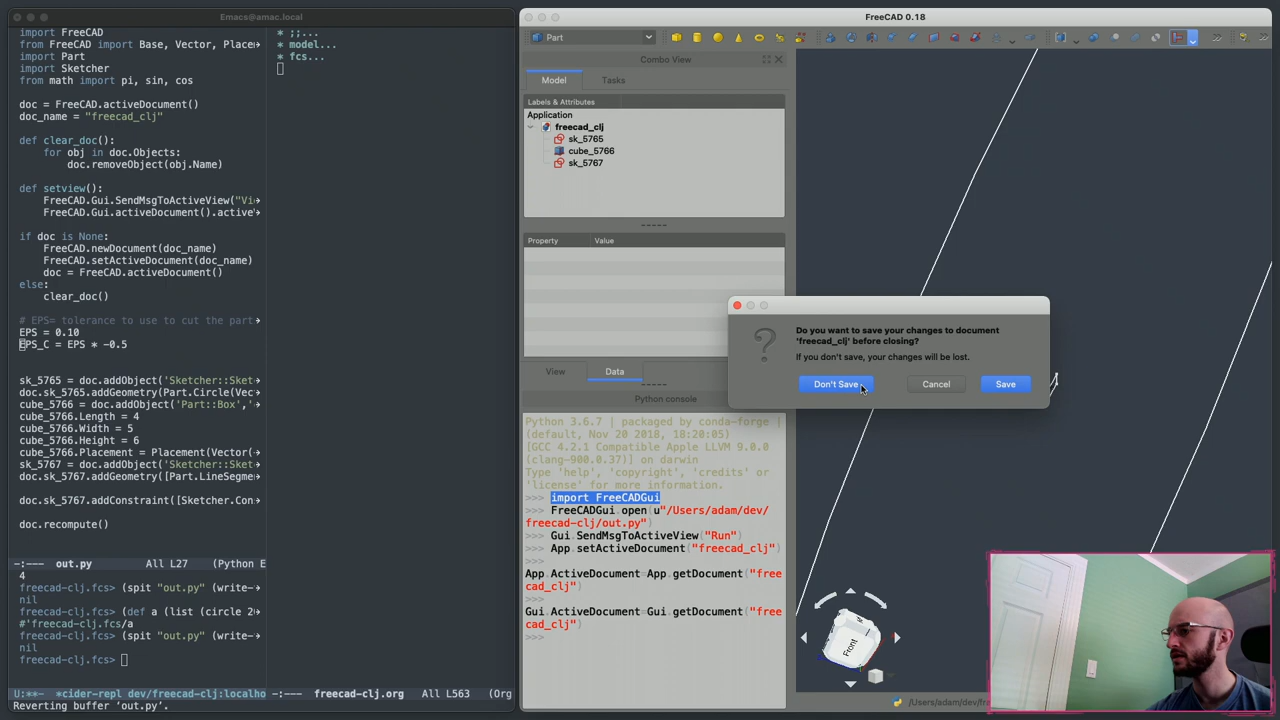 Emacs@amac.local
import FreeCAD
from FreeCAD import Base, Vector, Place
import Part
import Sketcher
from math import pi, sin, cos
doc = FreeCAD.activeDocument()
doc_name = "freecad_clj"
def clear_doc():
for obj in doc.Objects:
doc.removeObject(obj.Name)
def setview():
FreeCAD.Gui.SendMsgToActiveView("Vi
FreeCAD.Gui.activeDocument().active
if doc is None:
FreeCAD.newDocument(doc_name)
FreeCAD.setActiveDocument(doc_name)
doc = FreeCAD.activeDocument()
else:
clear_doc()
# EPS= tolerance to use to cut the part
EPS = 0.10
EPS_C = EPS * -0.5
sk_5765 = doc.addObject('Sketcher::Sket
doc.sk_5765.addGeometry(Part.Circle(Vec
cube_5766 = doc.addObject('Part::Box','
cube_5766.Length = 4
cube_5766.Width = 5
cube_5766.Height = 6
cube_5766.Placement = Placement(Vector(
sk_5767 = doc.addObject('Sketcher::Sket
doc.sk_5767.addGeometry([Part.LineSegme
doc.sk_5767.addConstraint([Sketcher.Con
doc.recompute()
-:--- out.py All L27 (Python E
4
freecad-clj.fcs> (spit "out.py" (write-
nil
freecad-clj.fcs> (def a (list (circle 2
#'freecad-clj.fcs/a
freecad-clj.fcs> (spit "out.py" (write-
nil
freecad-clj.fcs>
U:**- *cider-repl dev/freecad-clj:localho
Reverting buffer 'out.py'.
* ;;...
* model...
* fcs...
-:--- freecad-clj.org All L563 (Org
FreeCAD 0.18
Part
Combo View
Model Tasks
Labels & Attributes
Application
freecad_clj
sk_5765
cube_5766
sk_5767
Property Value
View Data
Python console
Python 3.6.7 | packaged by conda-forge |
(default, Nov 20 2018, 18:20:05)
[GCC 4.2.1 Compatible Apple LLVM 9.0.0
(clang-900.0.37)] on darwin
Type 'help', 'copyright', 'credits' or
'license' for more information.
>>> import FreeCADGui
>>> FreeCADGui.open(u"/Users/adam/dev/
freecad-clj/out.py")
>>> Gui.SendMsgToActiveView("Run")
>>> App.setActiveDocument("freecad_clj")
>>>
App.ActiveDocument=App.getDocument("free
cad_clj")
>>>
Gui.ActiveDocument=Gui.getDocument("free
cad_clj")
>>>
Do you want to save your changes to document
'freecad_clj' before closing?
If you don't save, your changes will be lost.
Don't Save Cancel Save
Front
/Users/adam/dev/fre